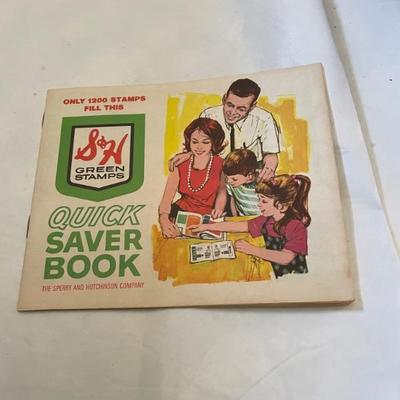 ONLY 1200 STAMPS
FILL THIS
S&H
GREEN
STAMPS
QUICK
SAVER
BOOK
THE SPERRY AND HUTCHINSON COMPANY